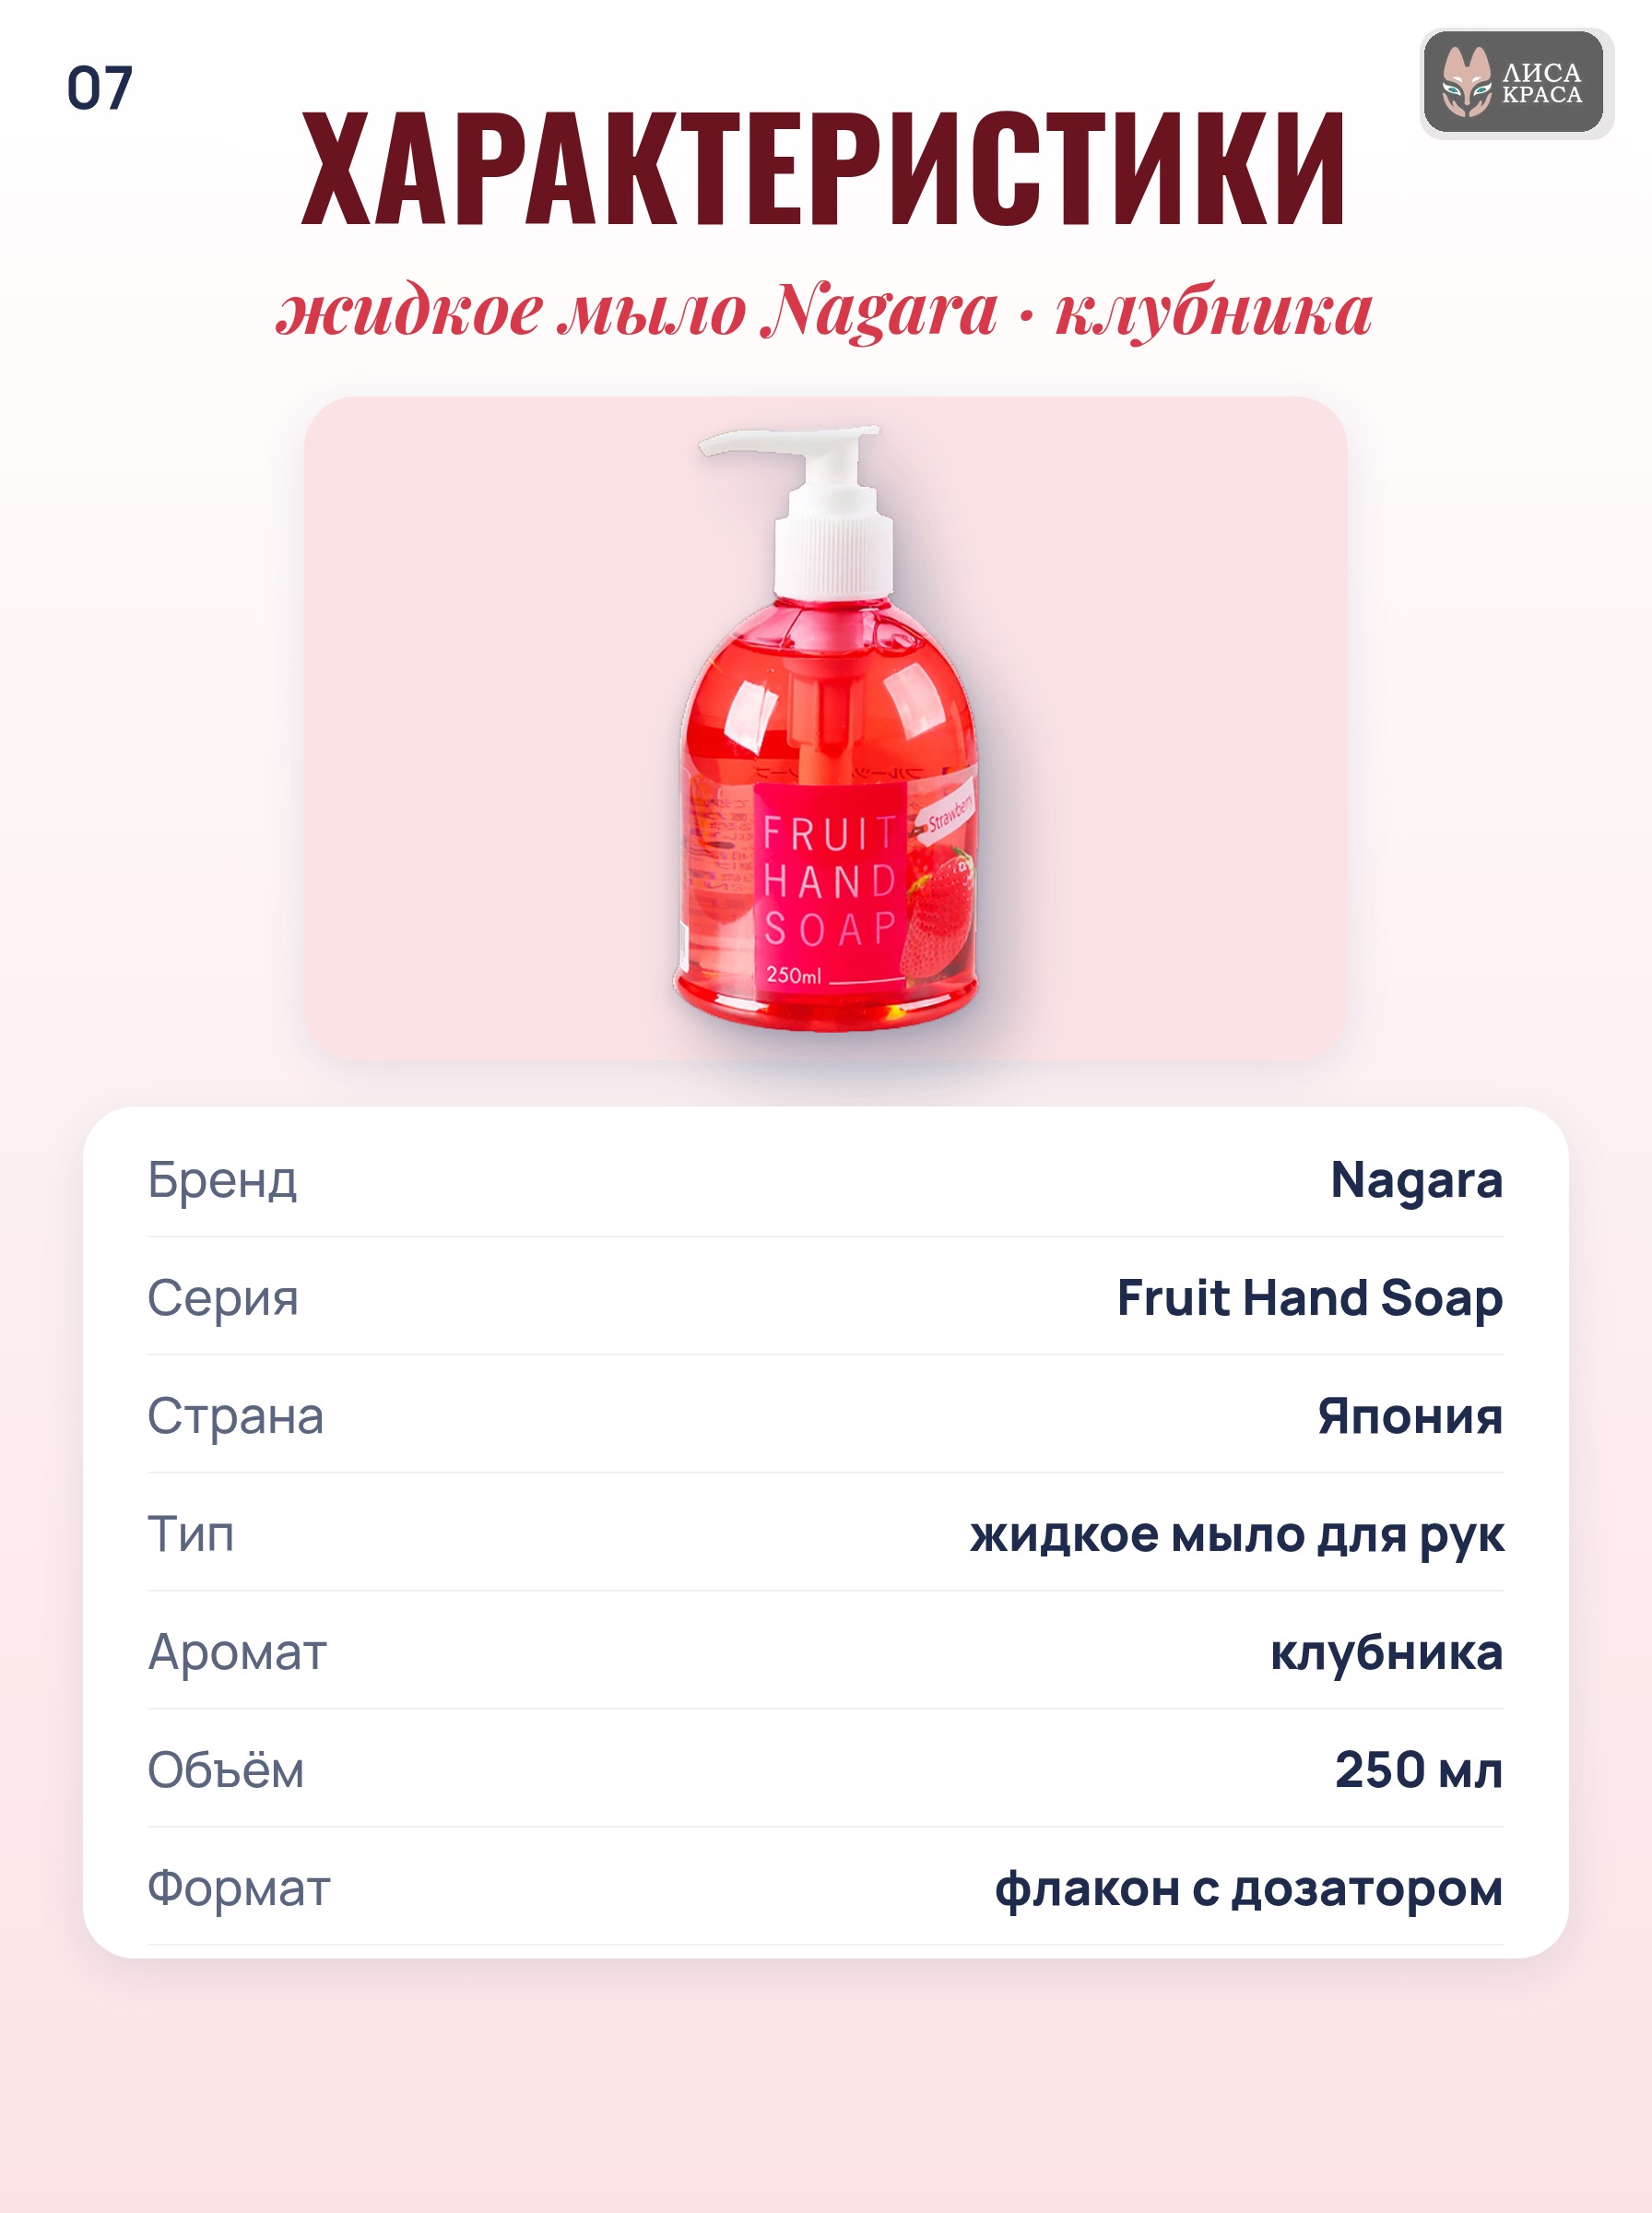 07
ЛИСА
КРАСА
ХАРАКТЕРИСТИКИ
жидкое мыло Nagara · клубника
Strawberry
FRUIT
HAND
SOAP
250ml
Бренд Nagara
Серия Fruit Hand Soap
Страна Япония
Тип жидкое мыло для рук
Аромат клубника
Объём 250 мл
Формат флакон с дозатором